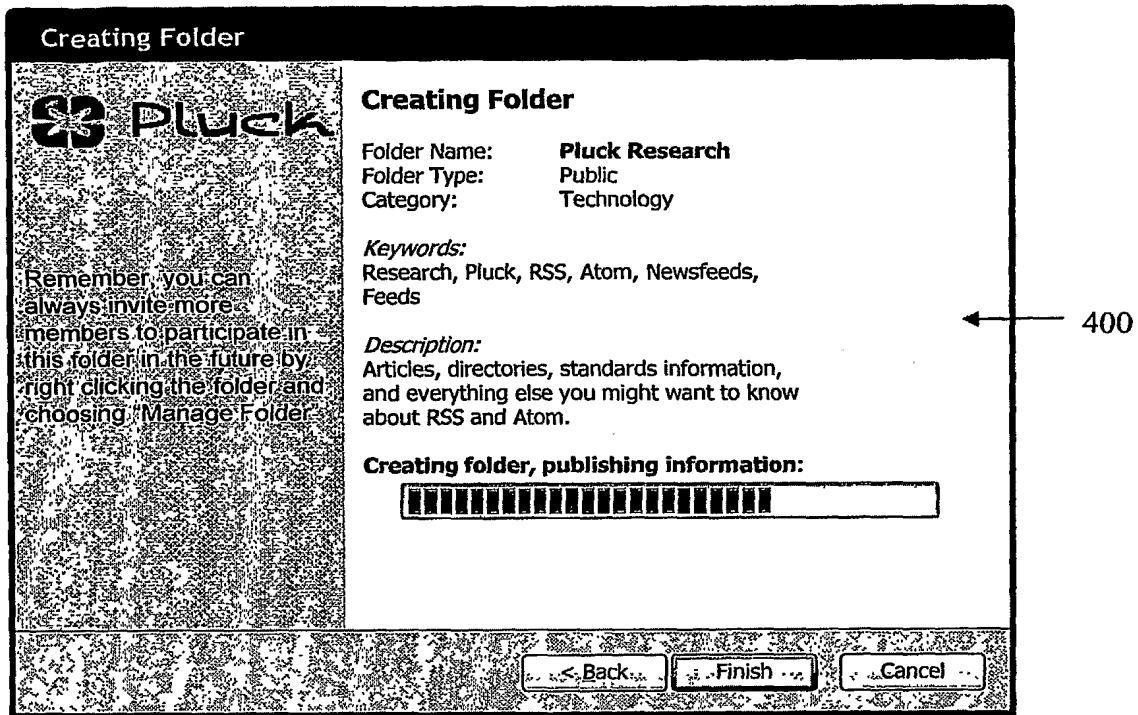 Creating Folder
Pluck
Remember, you can
always invite more
members to participate in
this folder in the future by
right clicking the folder and
choosing "Manage Folder"
Creating Folder
Folder Name: Pluck Research
Folder Type: Public
Category: Technology
Keywords:
Research, Pluck, RSS, Atom, Newsfeeds,
Feeds
Description:
Articles, directories, standards information,
and everything else you might want to know
about RSS and Atom.
Creating folder, publishing information:
400
< Back
Finish
Cancel